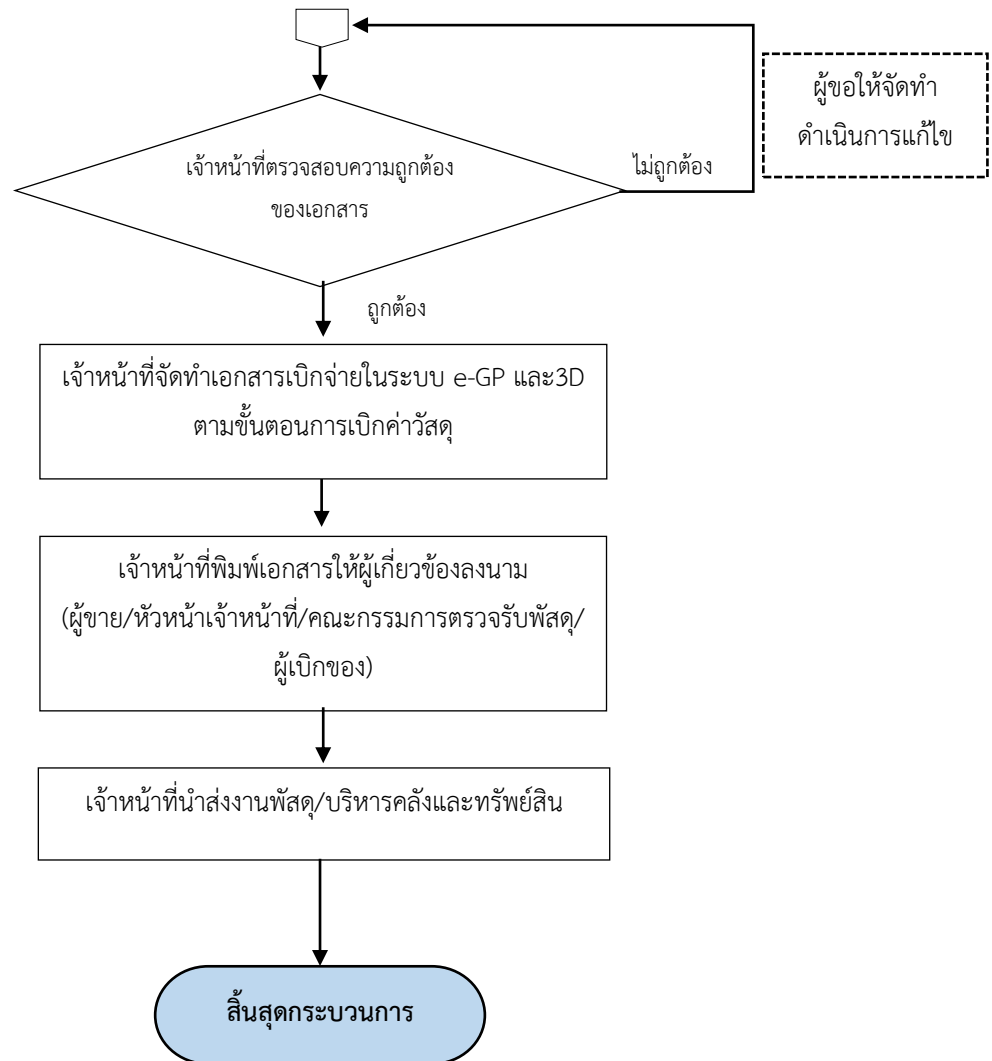 ผู้ขอให้จัดทำ
ดำเนินการแก้ไข
เจ้าหน้าที่ตรวจสอบความถูกต้อง
ของเอกสาร
ไม่ถูกต้อง
ถูกต้อง
เจ้าหน้าที่จัดทำเอกสารเบิกจ่ายในระบบ e-GP และ3D
ตามขั้นตอนการเบิกค่าวัสดุ
เจ้าหน้าที่พิมพ์เอกสารให้ผู้เกี่ยวข้องลงนาม
(ผู้ขาย/หัวหน้าเจ้าหน้าที่/คณะกรรมการตรวจรับพัสดุ/
ผู้เบิกของ)
เจ้าหน้าที่นำส่งงานพัสดุ/บริหารคลังและทรัพย์สิน
สิ้นสุดกระบวนการ